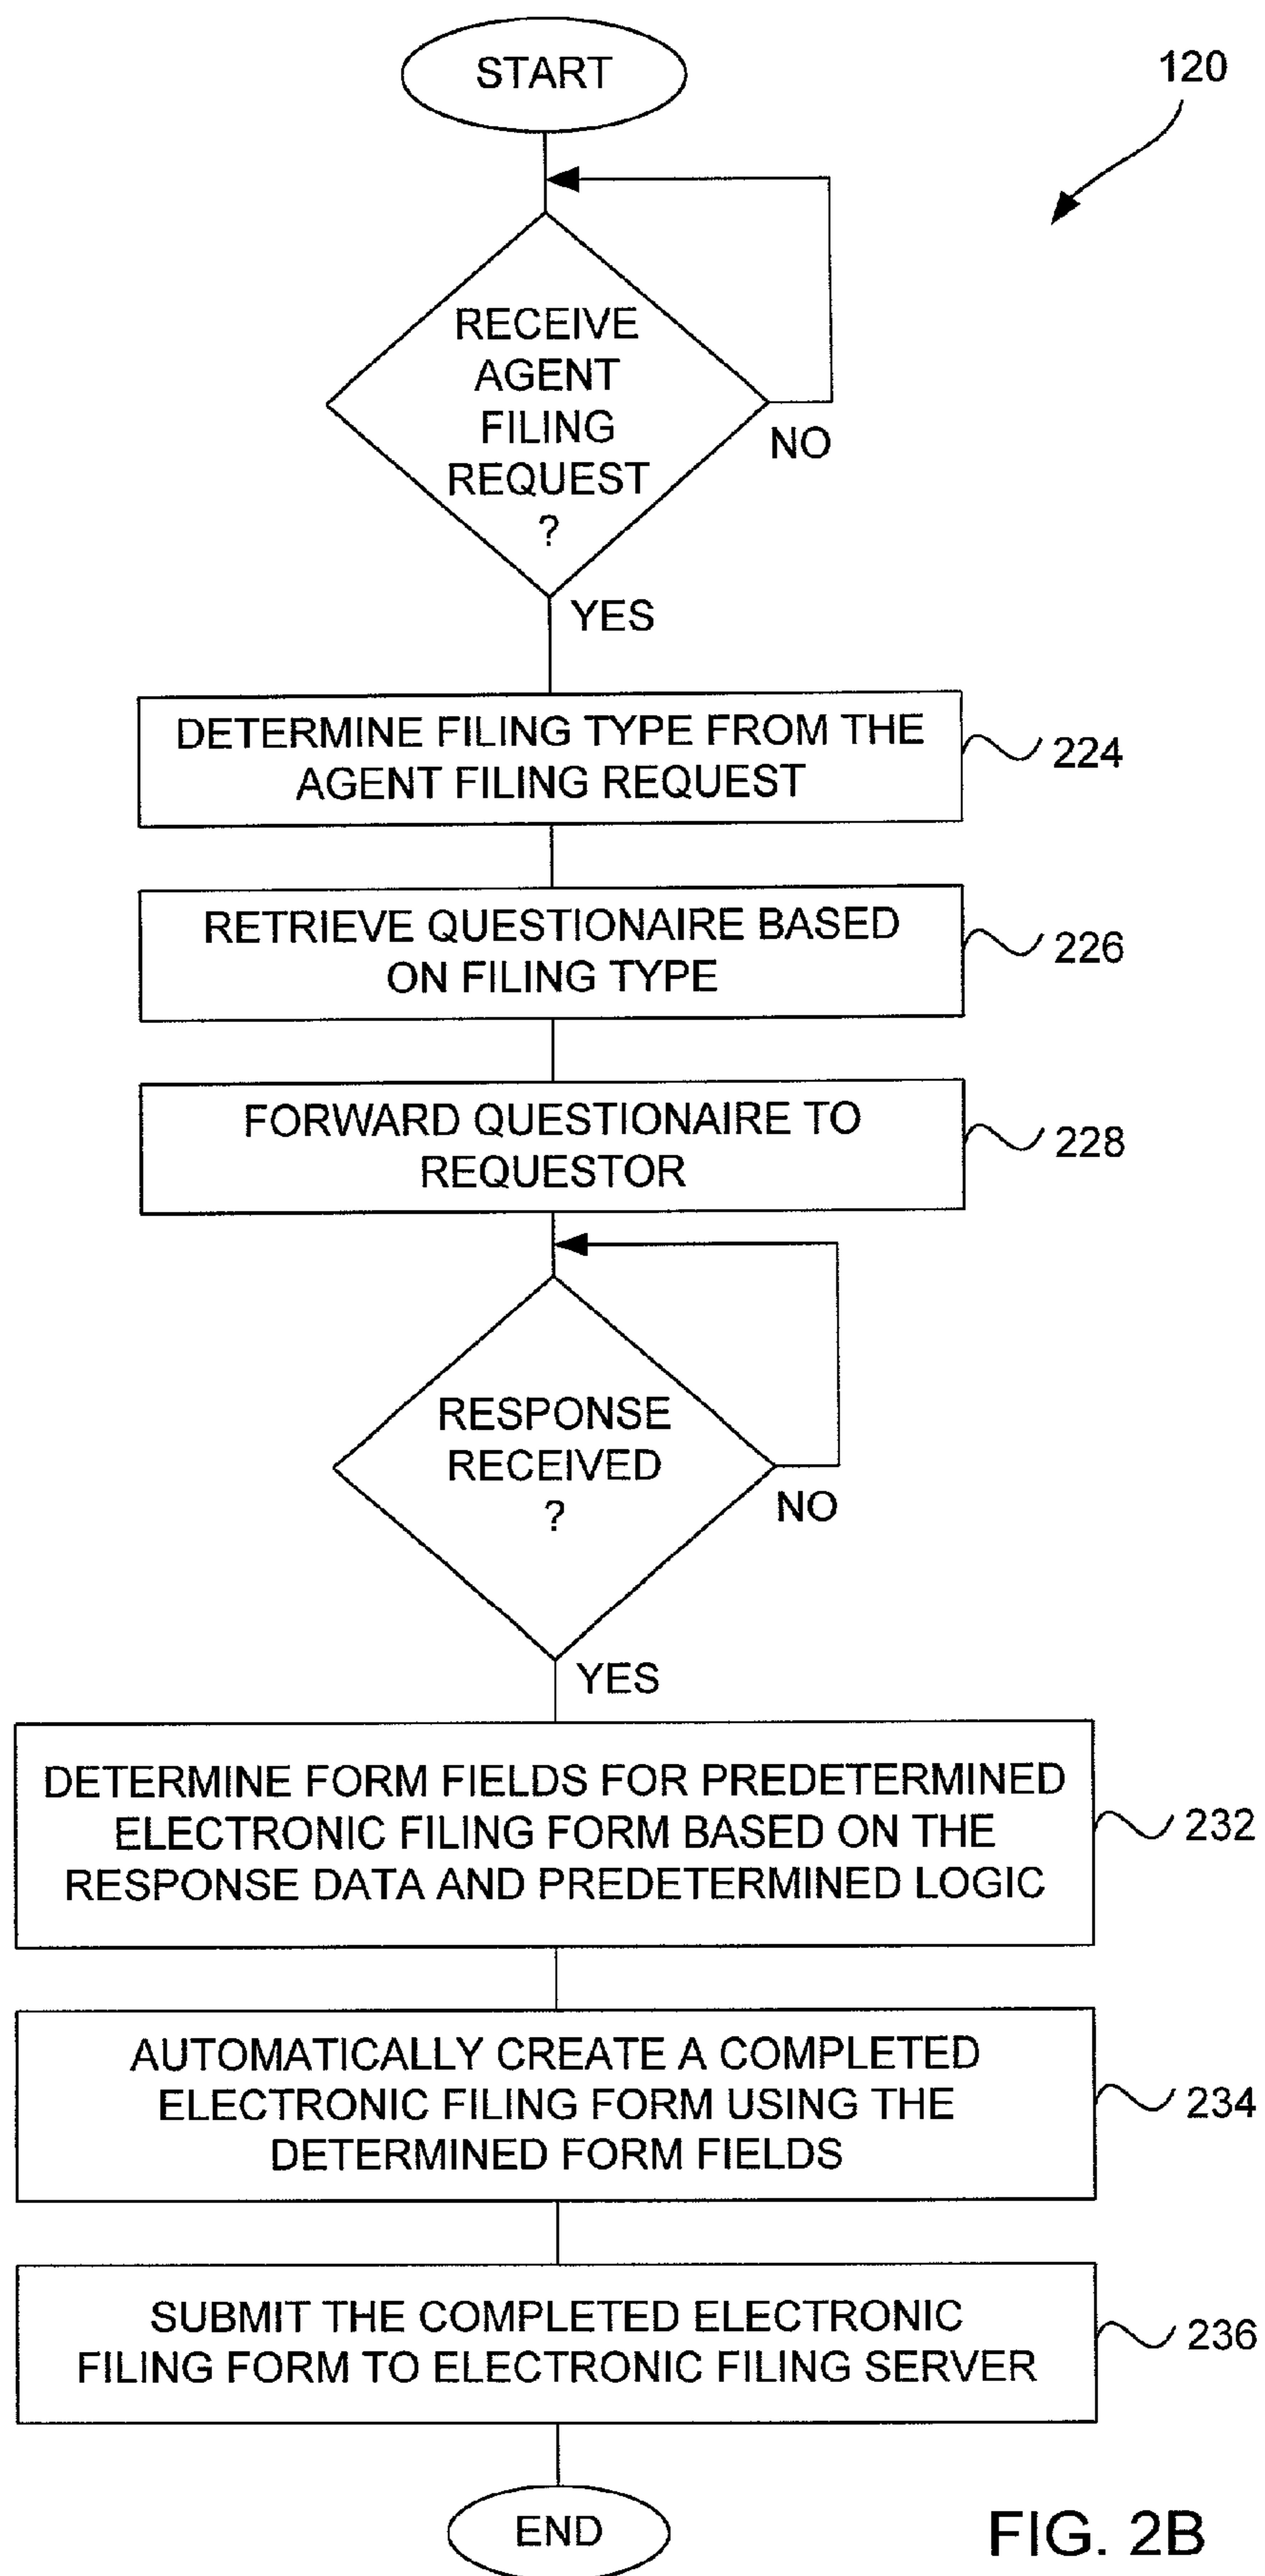 START
120
RECEIVE
AGENT
FILING
REQUEST
?
NO
YES
DETERMINE FILING TYPE FROM THE
AGENT FILING REQUEST
224
RETRIEVE QUESTIONAIRE BASED
ON FILING TYPE
226
FORWARD QUESTIONAIRE TO
REQUESTOR
228
RESPONSE
RECEIVED
?
NO
YES
DETERMINE FORM FIELDS FOR PREDETERMINED
ELECTRONIC FILING FORM BASED ON THE
RESPONSE DATA AND PREDETERMINED LOGIC
232
AUTOMATICALLY CREATE A COMPLETED
ELECTRONIC FILING FORM USING THE
DETERMINED FORM FIELDS
234
SUBMIT THE COMPLETED ELECTRONIC
FILING FORM TO ELECTRONIC FILING SERVER
236
END
FIG. 2B